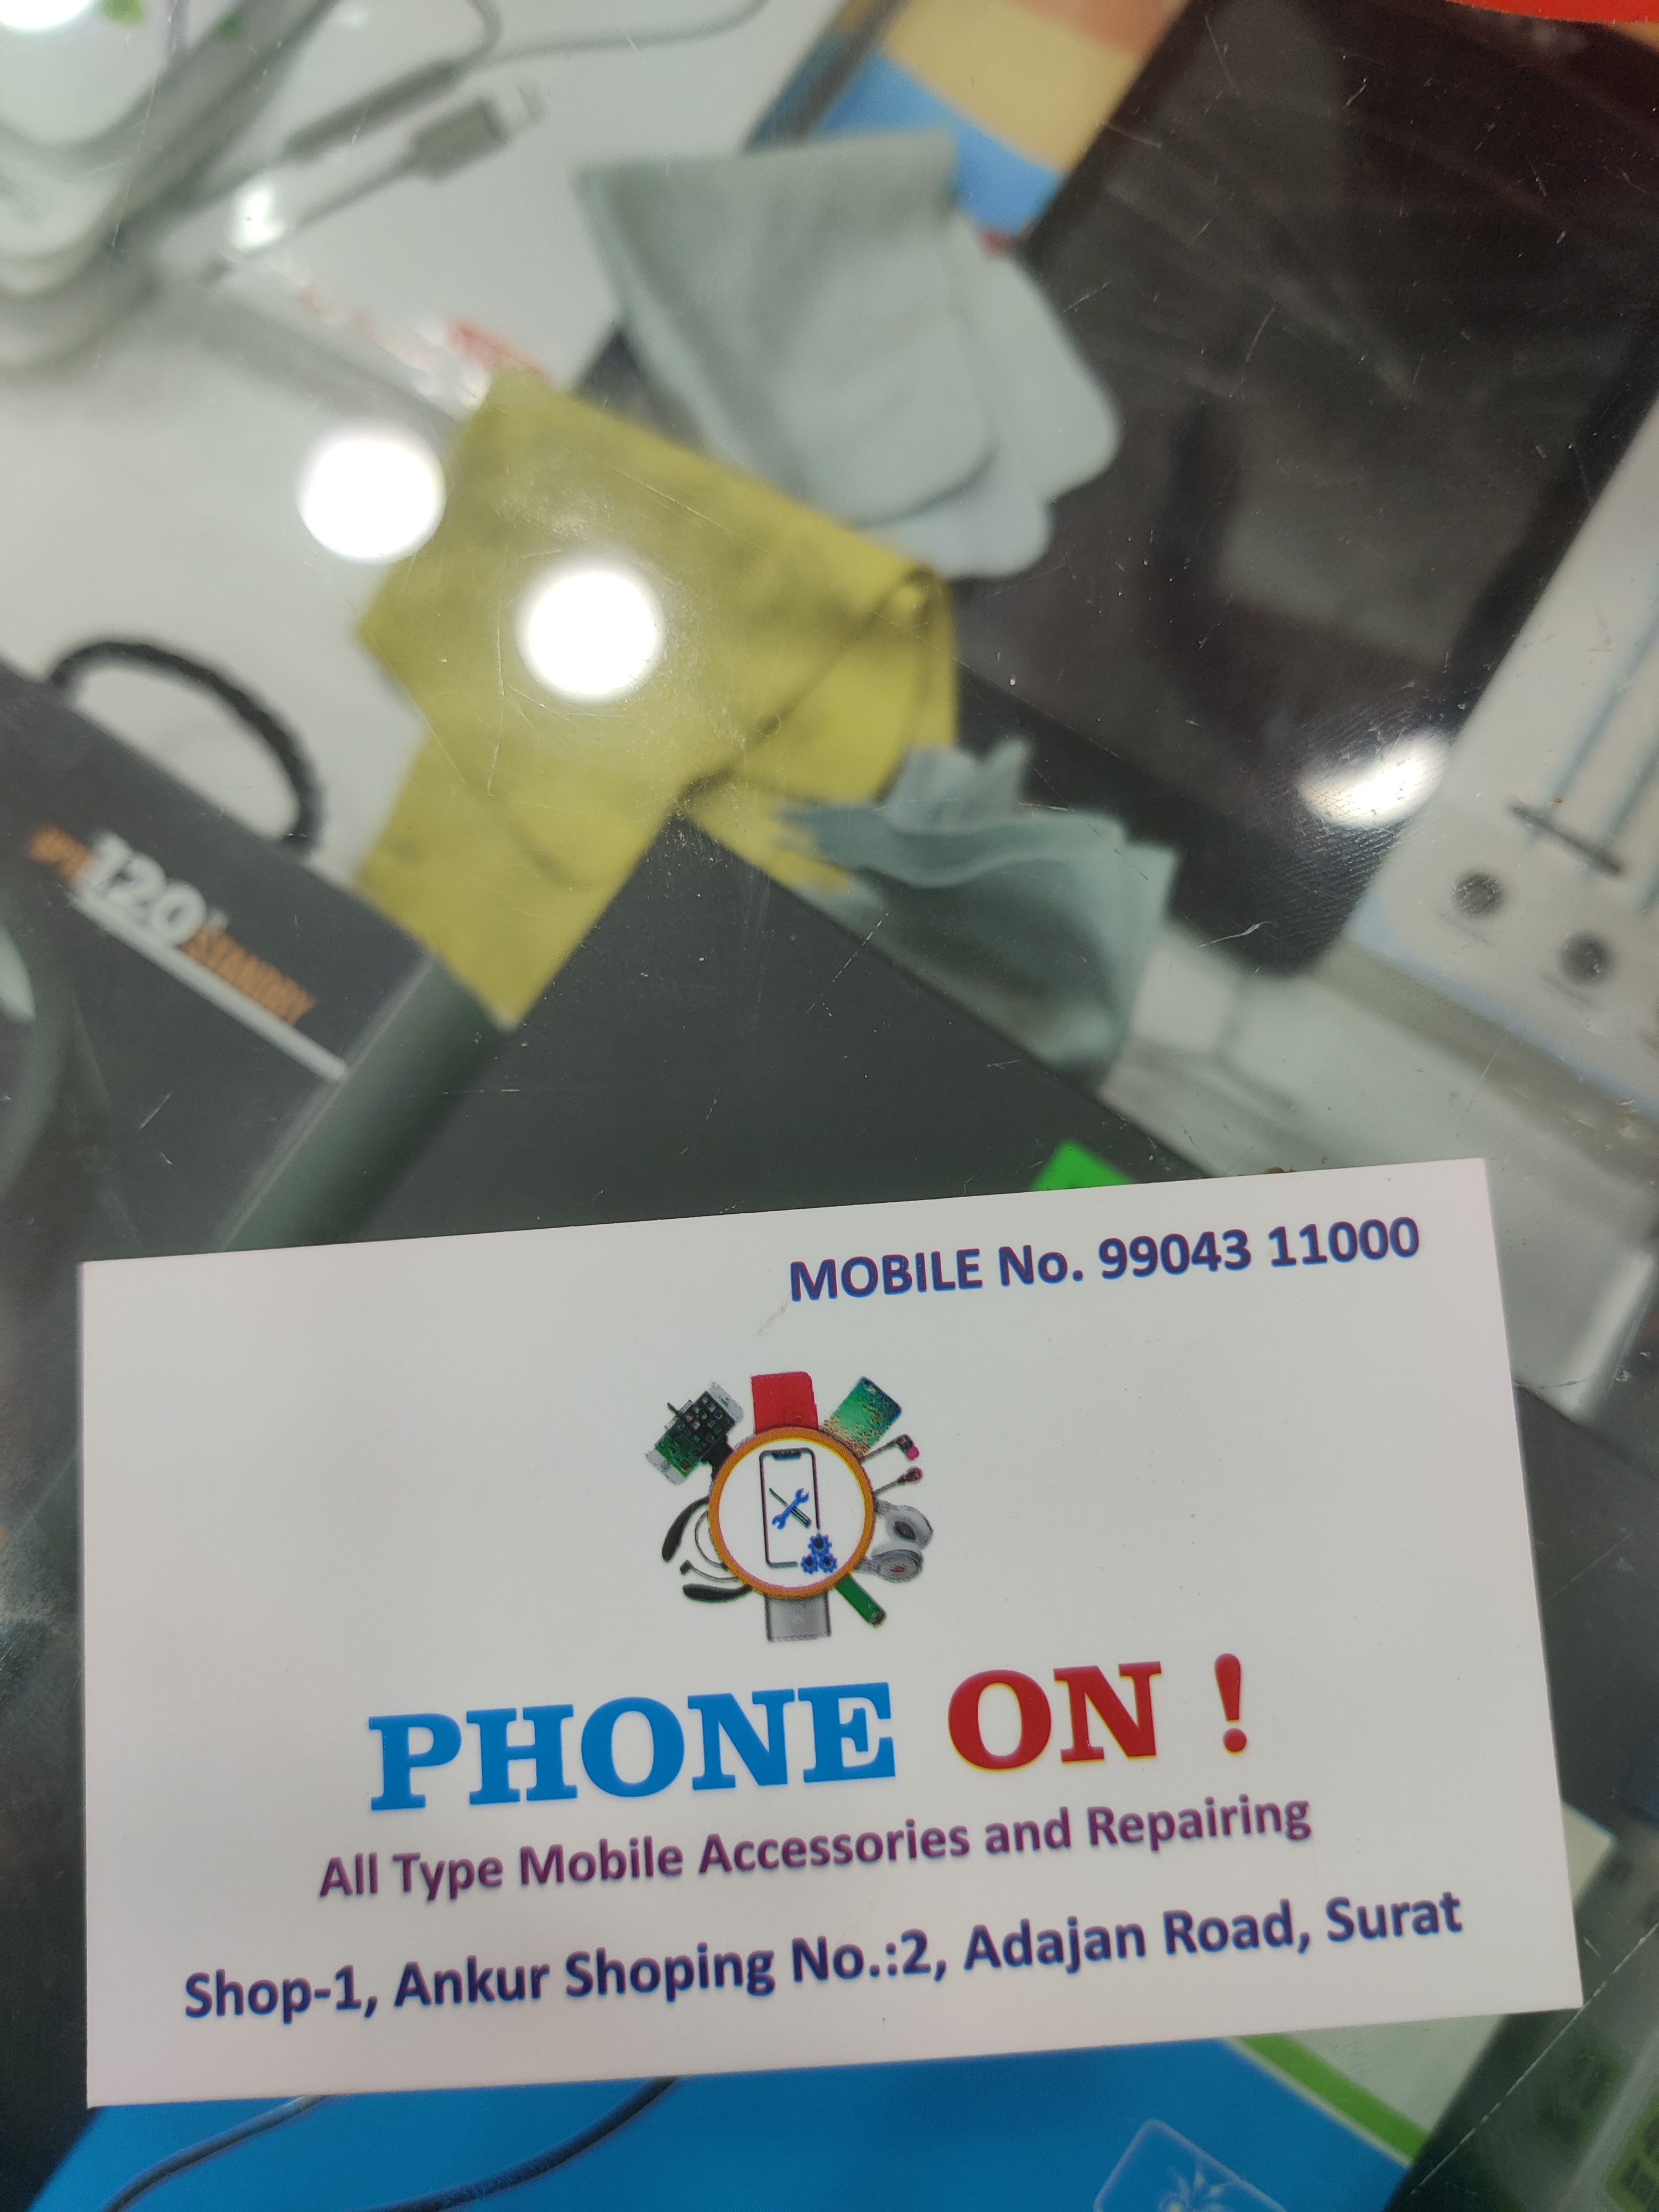 120
STANDBY
MOBILE No. 99043 11000
PHONE ON !
All Type Mobile Accessories and Repairing
Shop-1, Ankur Shoping No.:2, Adajan Road, Surat